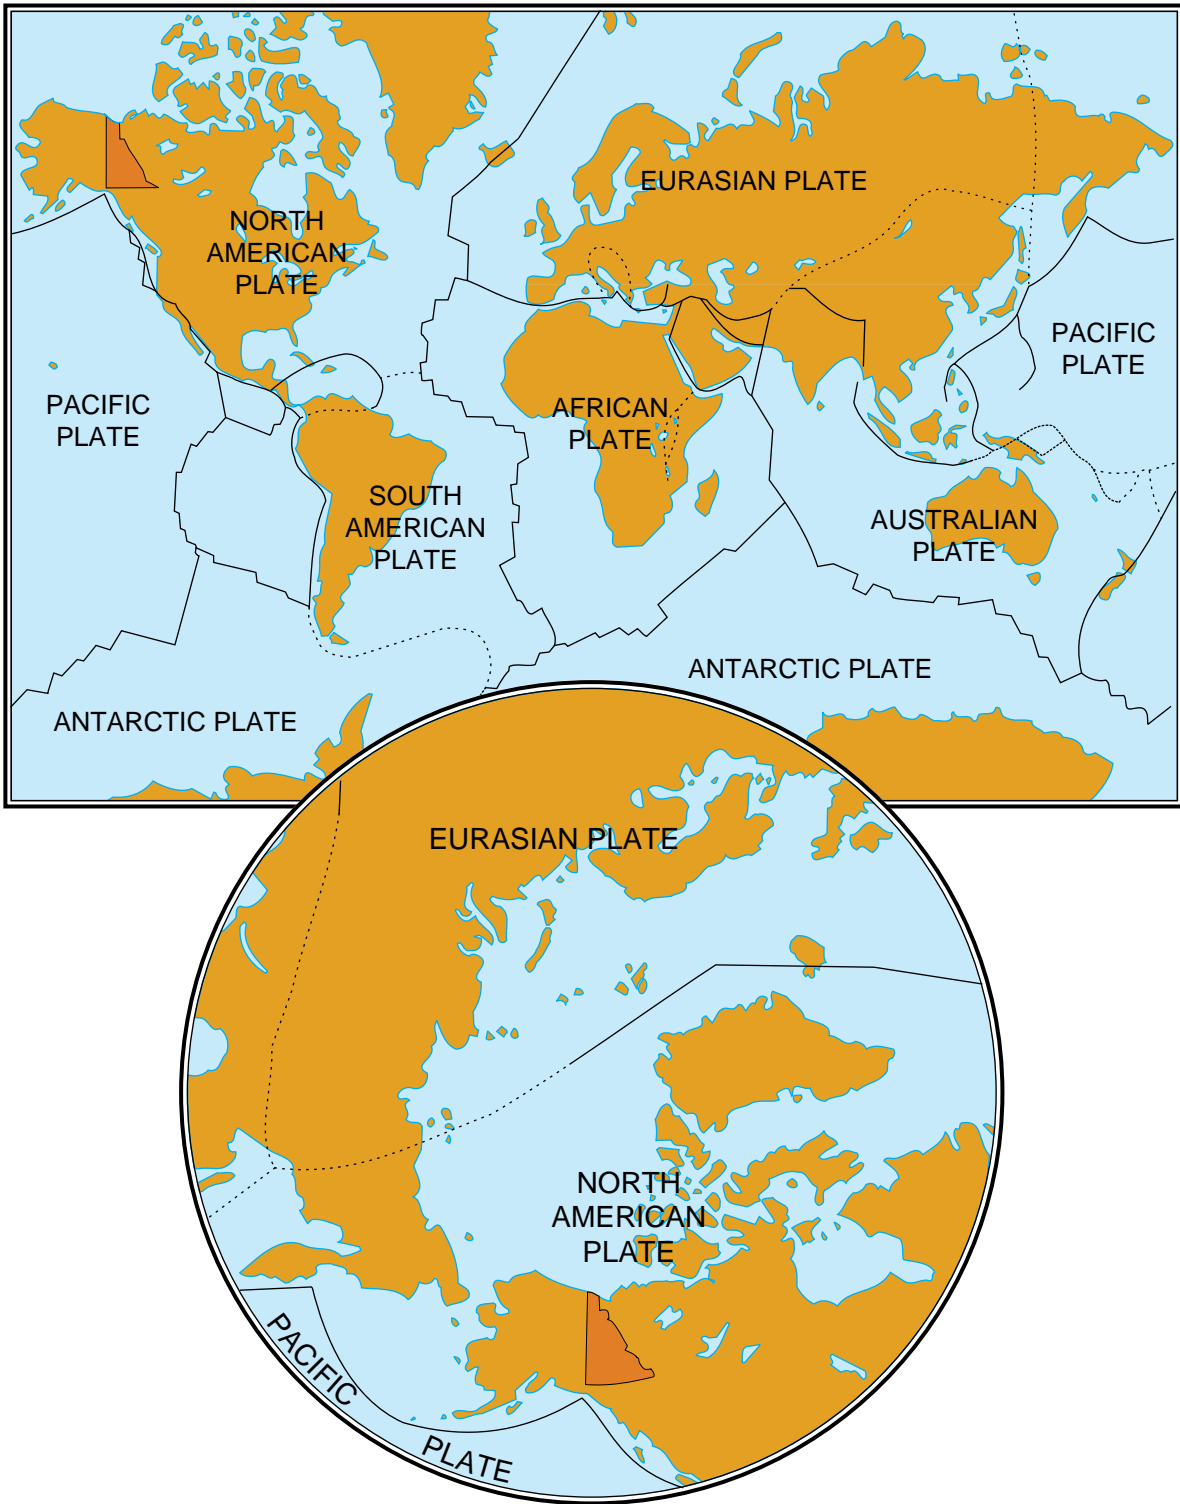 EURASIAN PLATE
NORTH
AMERICAN
PLATE
PACIFIC
PLATE
PACIFIC
PLATE
AFRICAN
PLATE
SOUTH
AMERICAN
PLATE
AUSTRALIAN
PLATE
ANTARCTIC PLATE
ANTARCTIC PLATE
EURASIAN PLATE
NORTH
AMERICAN
PLATE
PACIFIC
PLATE